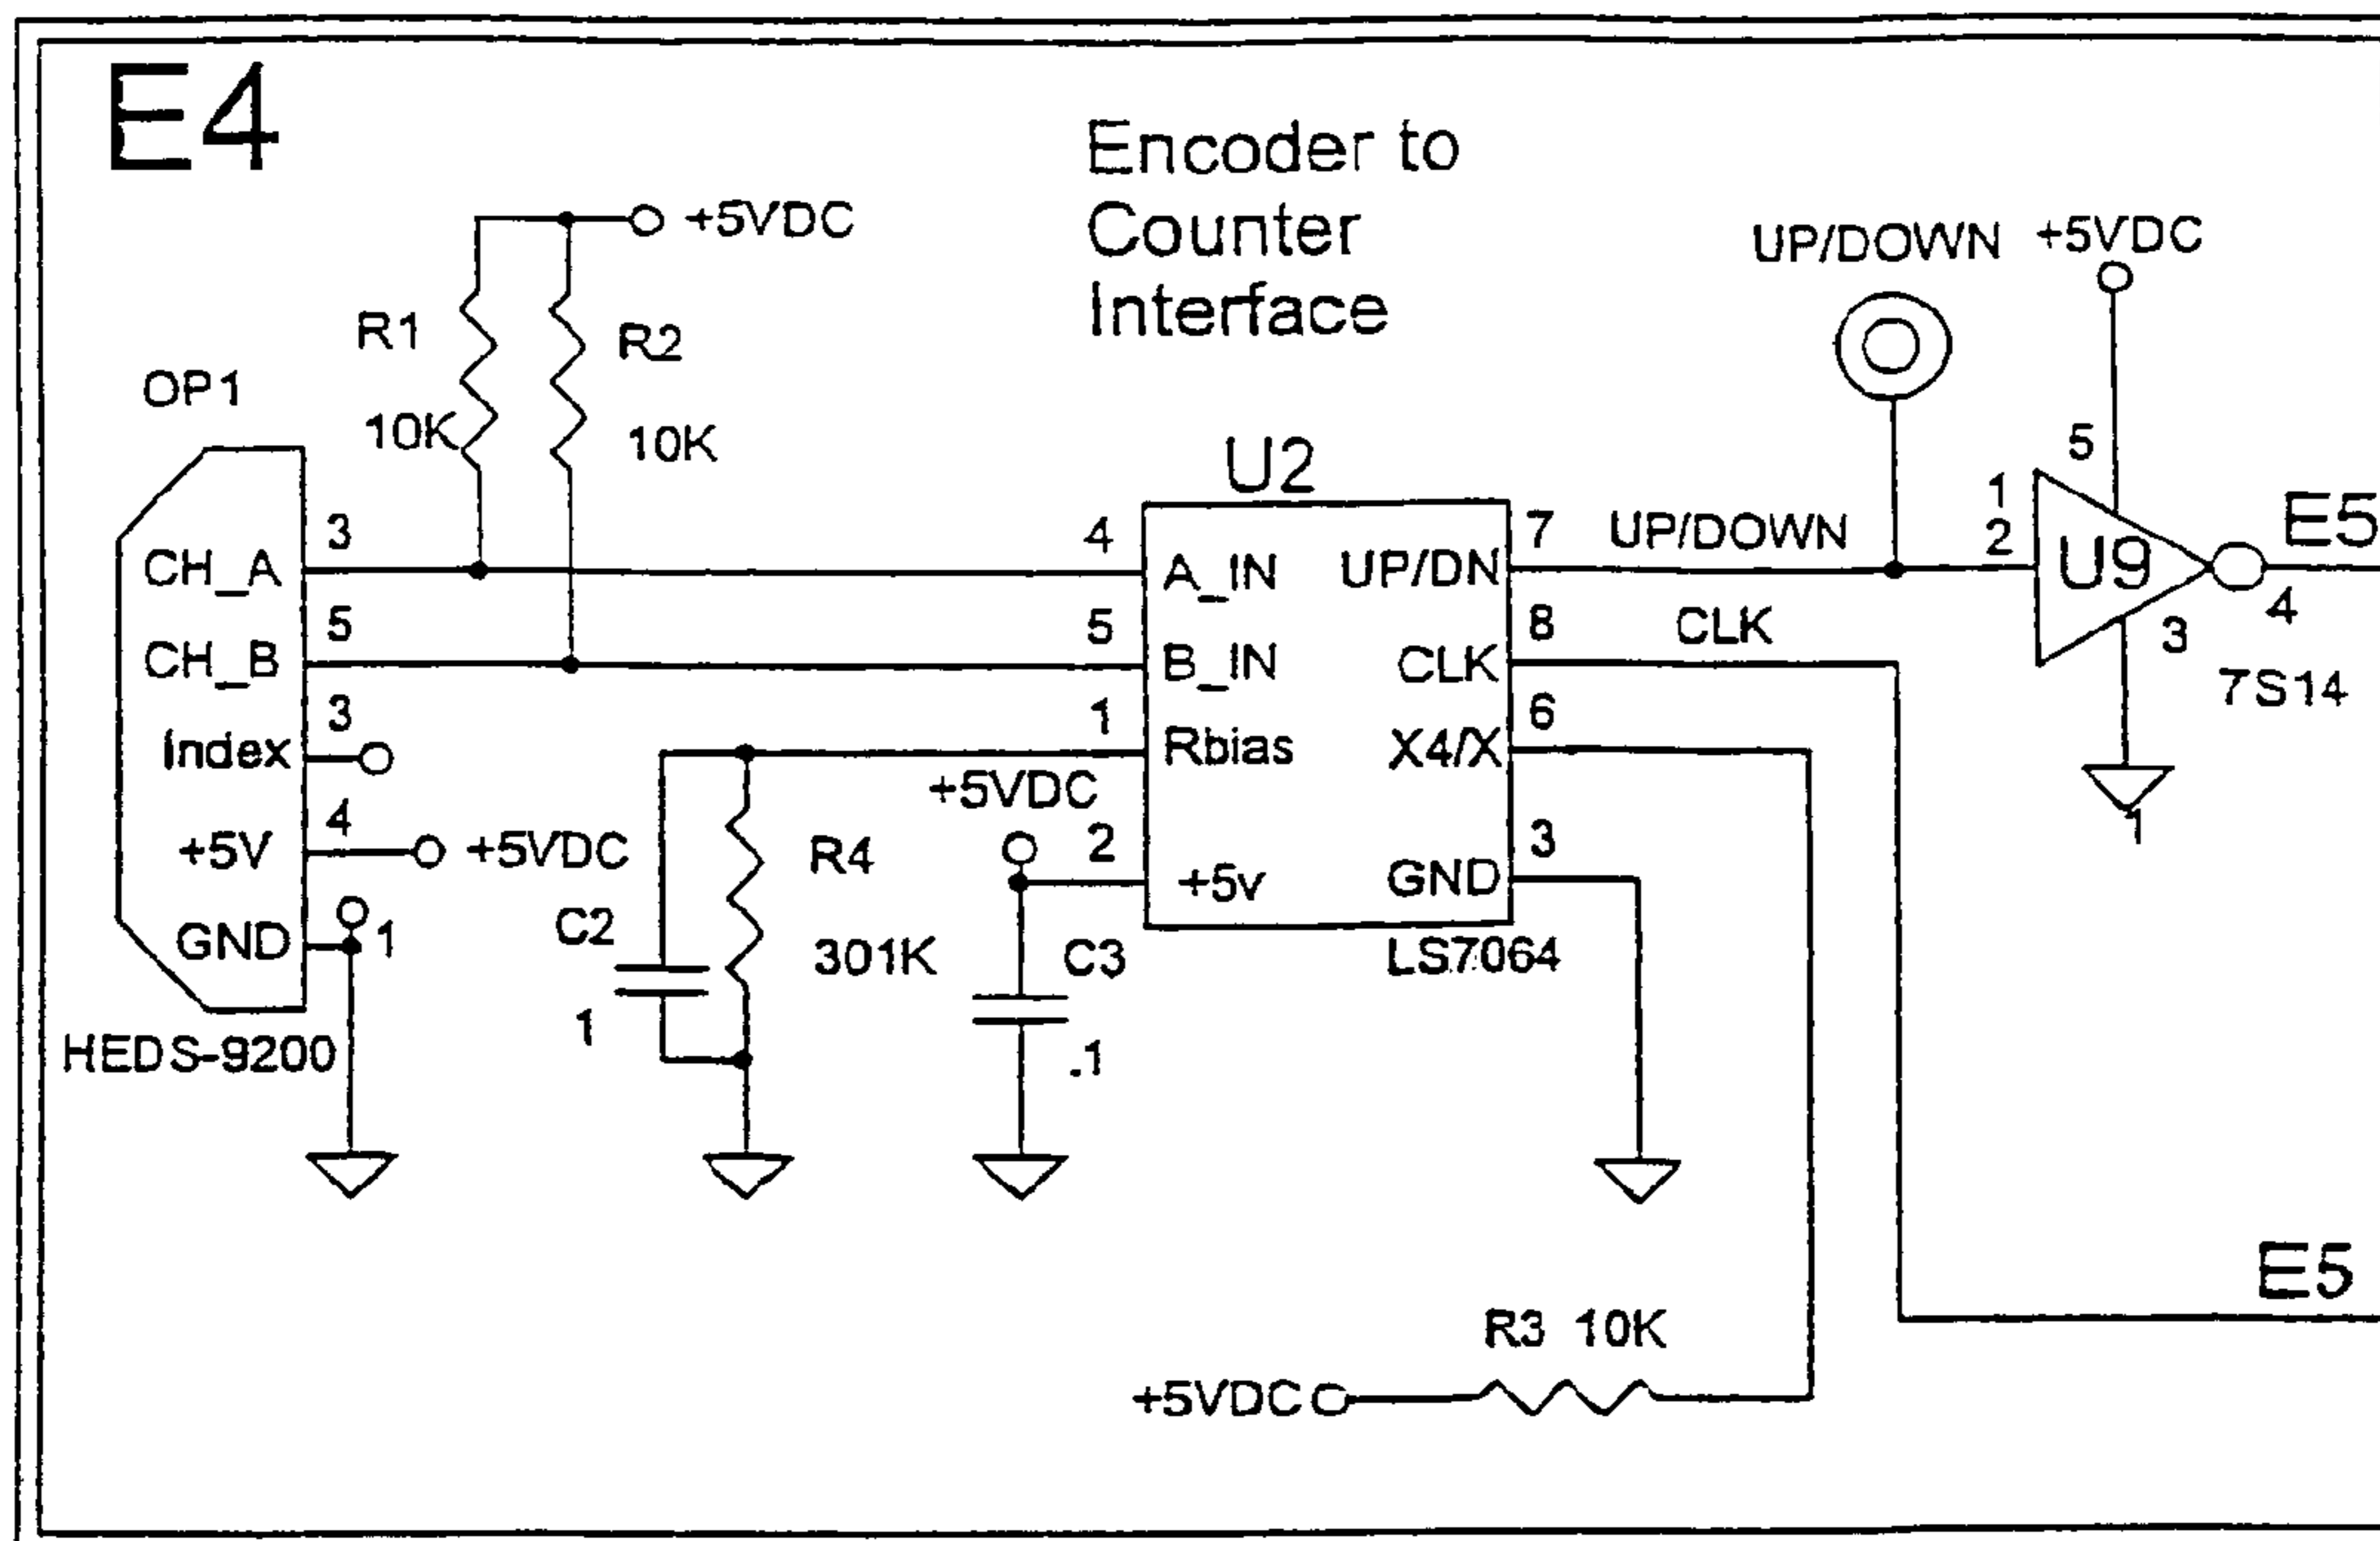 E4
Encoder to
Counter
Interface
+5VDC
UP/DOWN
+5VDC
R1
R2
OP1
10K
10K
U2
5
1
3
4
7
UP/DOWN
2
E5
CH_A
A_IN
UP/DN
U9
5
5
8
CLK
4
3
CH_B
B_IN
CLK
7S14
3
1
6
Index
Rbias
X4/X
+5VDC
1
4
2
3
+5V
+5VDC
R4
+5v
GND
C2
1
GND
301K
C3
LS7064
1
.1
HEDS-9200
E5
R3 10K
+5VDC